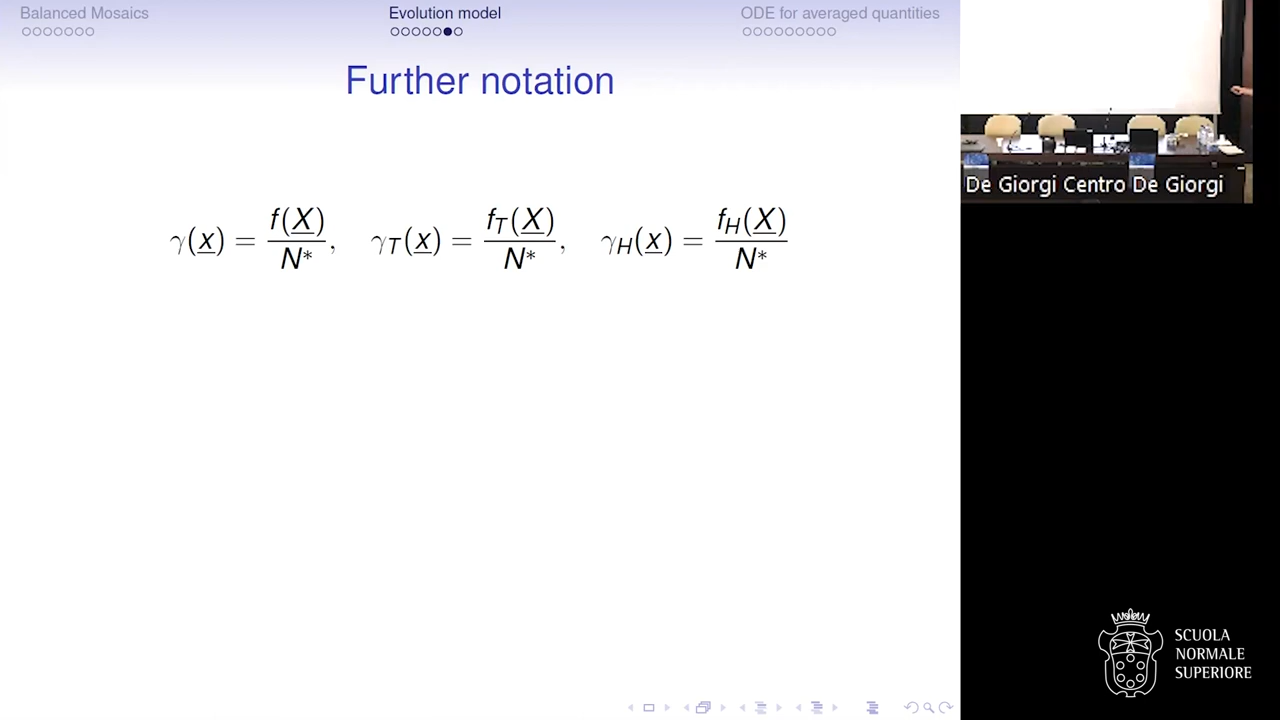 Balanced Mosaics Evolution model ODE for averaged quantities
Further notation
γ(x) = f(X)/N*, γ_T(x) = f_T(X)/N*, γ_H(x) = f_H(X)/N*
De Giorgi Centro De Giorgi
SCUOLA
NORMALE
SUPERIORE